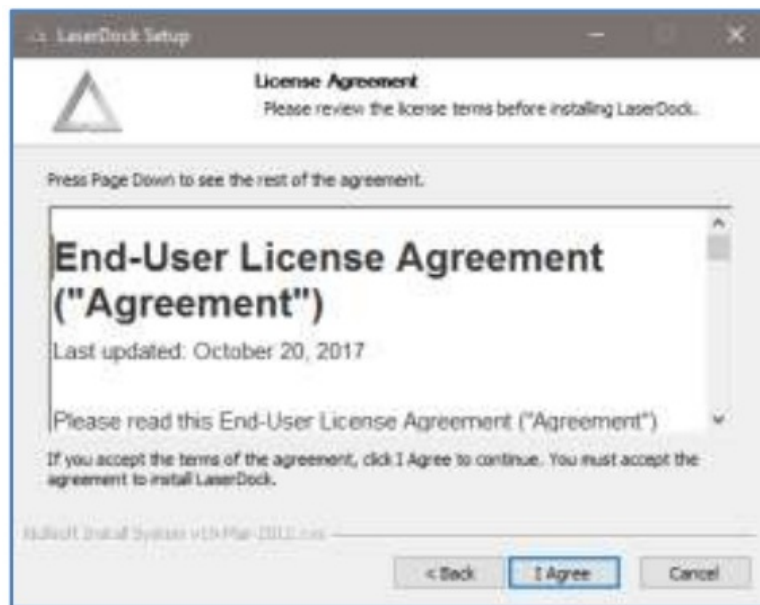 LaserDock Setup
License Agreement
Please review the license terms before installing LaserDock.
Press Page Down to see the rest of the agreement.
End-User License Agreement
("Agreement")
Last updated: October 20, 2017
Please read this End-User License Agreement ("Agreement")
If you accept the terms of the agreement, click I Agree to continue. You must accept the
agreement to install LaserDock.
Nullsoft Install System
< Back
I Agree
Cancel